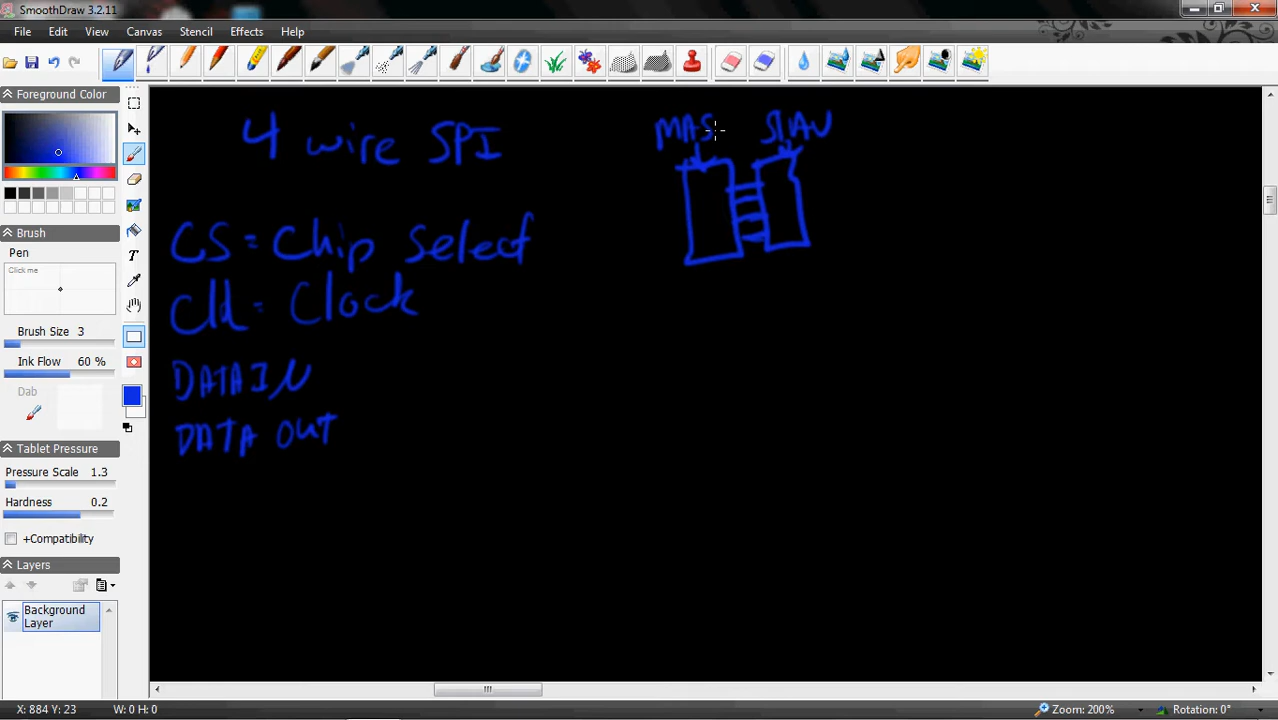 SmoothDraw 3.2.11
File Edit View Canvas Stencil Effects Help
Foreground Color
Brush
Pen
Click me
Brush Size 3
Ink Flow 60 %
Dab
Tablet Pressure
Pressure Scale 1.3
Hardness 0.2
+Compatibility
Layers
Background Layer
4 wire SPI
CS = Chip Select
Clk = Clock
DATA IN
DATA OUT
MAS SLAV
X: 884 Y: 23 W: 0 H: 0 Zoom: 200% Rotation: 0°